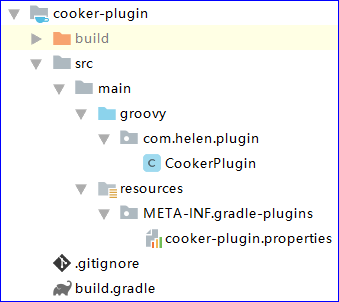 cooker-plugin
build
src
main
groovy
com.helen.plugin
C CookerPlugin
resources
META-INF.gradle-plugins
cooker-plugin.properties
.gitignore
build.gradle